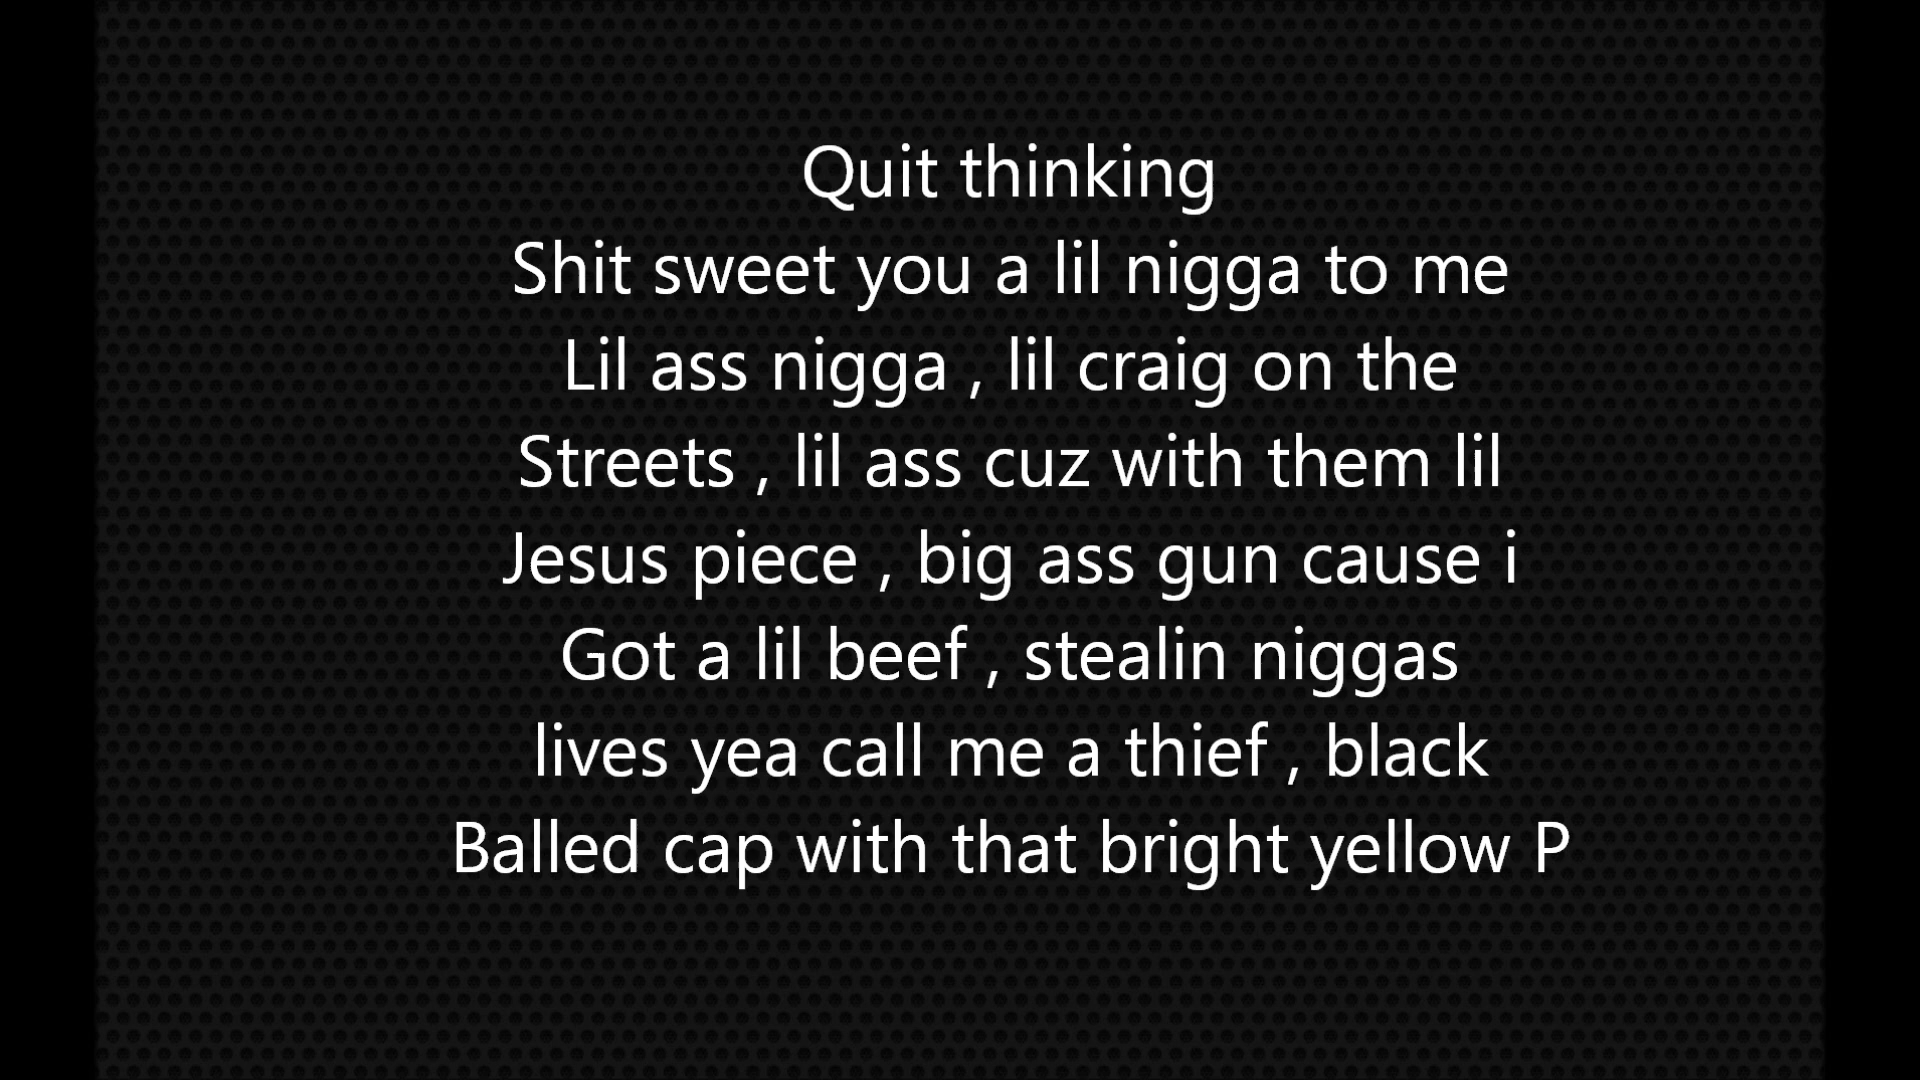 Quit thinking
Shit sweet you a lil nigga to me
Lil ass nigga , lil craig on the
Streets , lil ass cuz with them lil
Jesus piece , big ass gun cause i
Got a lil beef , stealin niggas
lives yea call me a thief , black
Balled cap with that bright yellow P